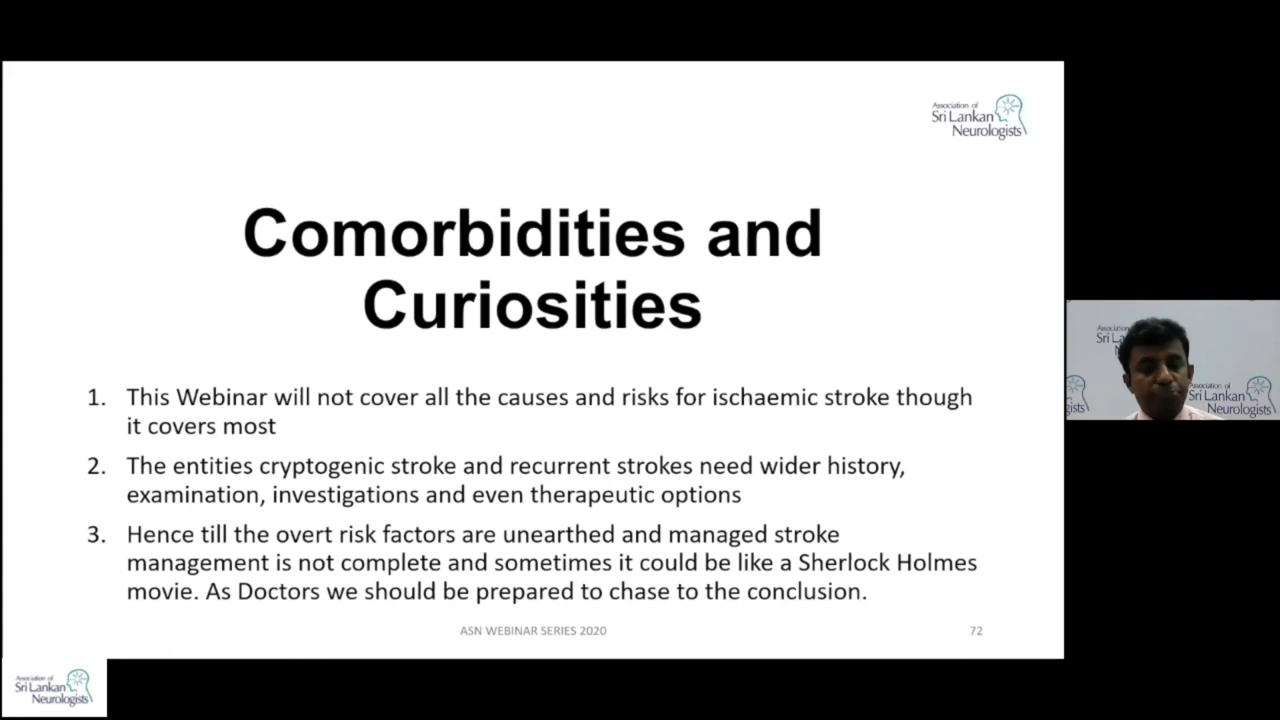 Association of
Sri Lankan
Neurologists
Comorbidities and
Curiosities
1. This Webinar will not cover all the causes and risks for ischaemic stroke though
it covers most
2. The entities cryptogenic stroke and recurrent strokes need wider history,
examination, investigations and even therapeutic options
3. Hence till the overt risk factors are unearthed and managed stroke
management is not complete and sometimes it could be like a Sherlock Holmes
movie. As Doctors we should be prepared to chase to the conclusion.
ASN WEBINAR SERIES 2020
72
Association
Sri La
N
gists
Association of
Sri Lankan
Neurologists
Association of
Sri Lankan
Neurologists